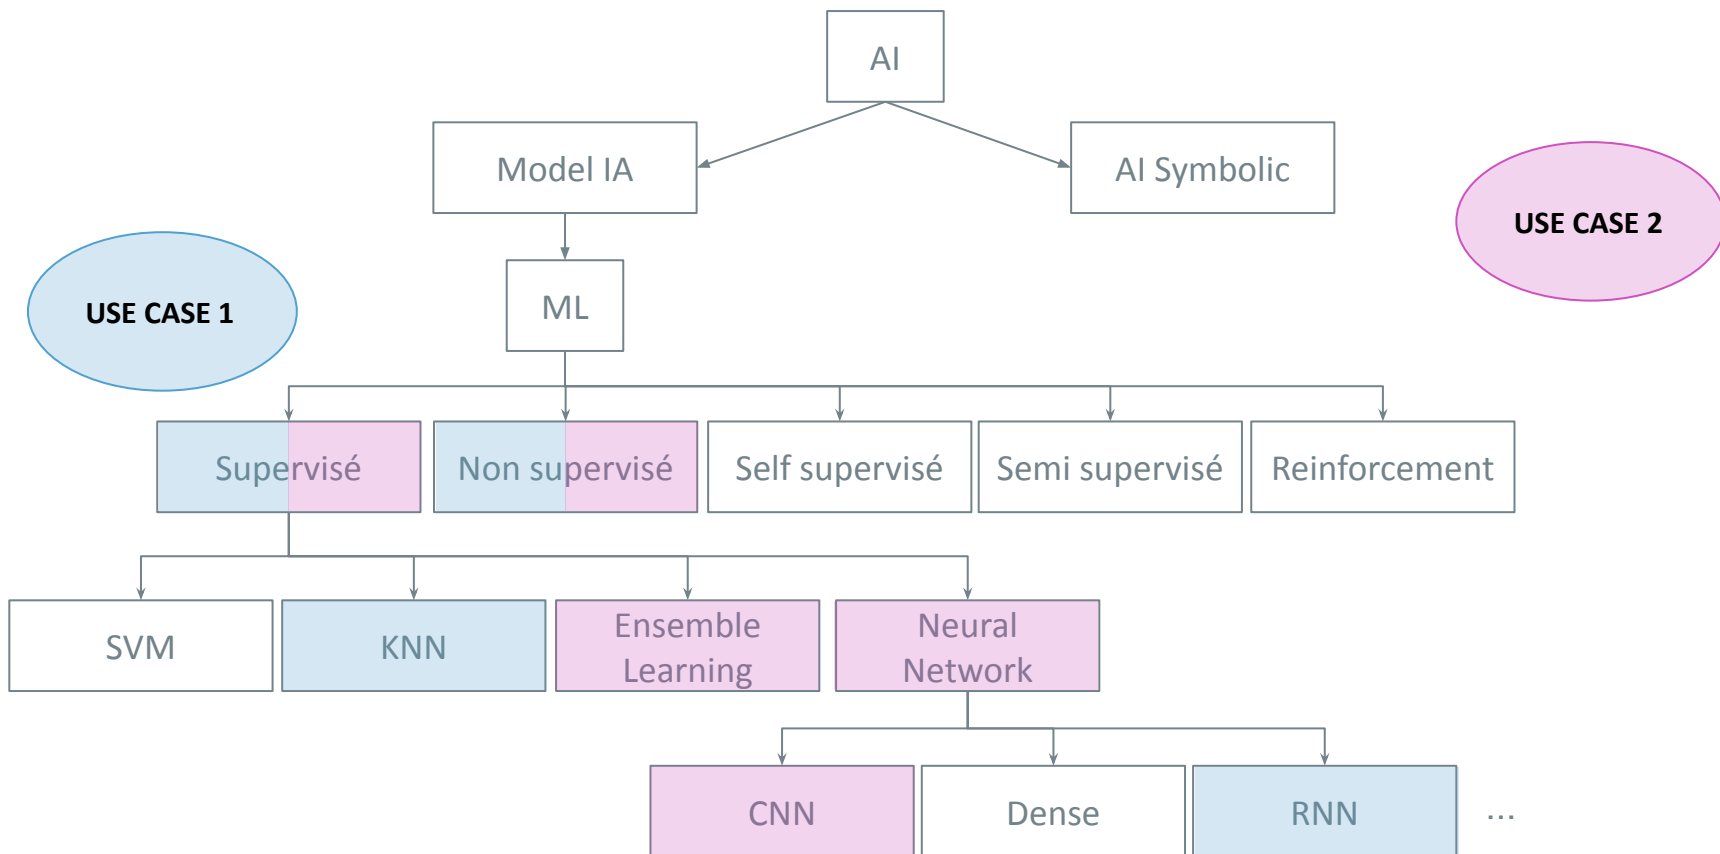 AI
Model IA
AI Symbolic
USE CASE 2
USE CASE 1
ML
Supervisé
Non supervisé
Self supervisé
Semi supervisé
Reinforcement
SVM
KNN
Ensemble
Learning
Neural
Network
CNN
Dense
RNN
...